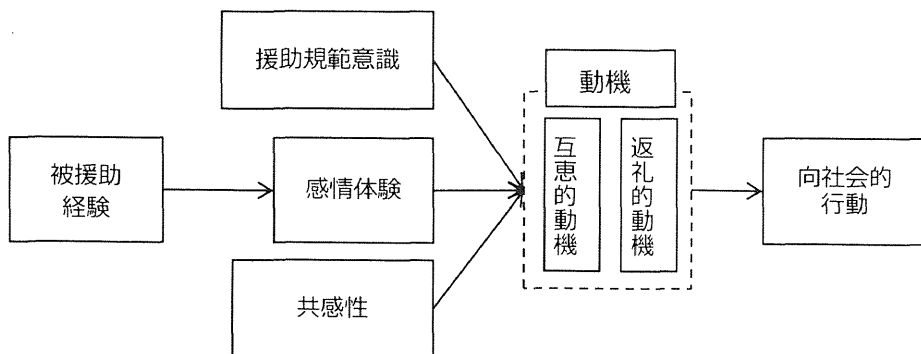 援助規範意識
動機
被援助
経験
感情体験
互恵的動機
返礼的動機
向社会的
行動
共感性